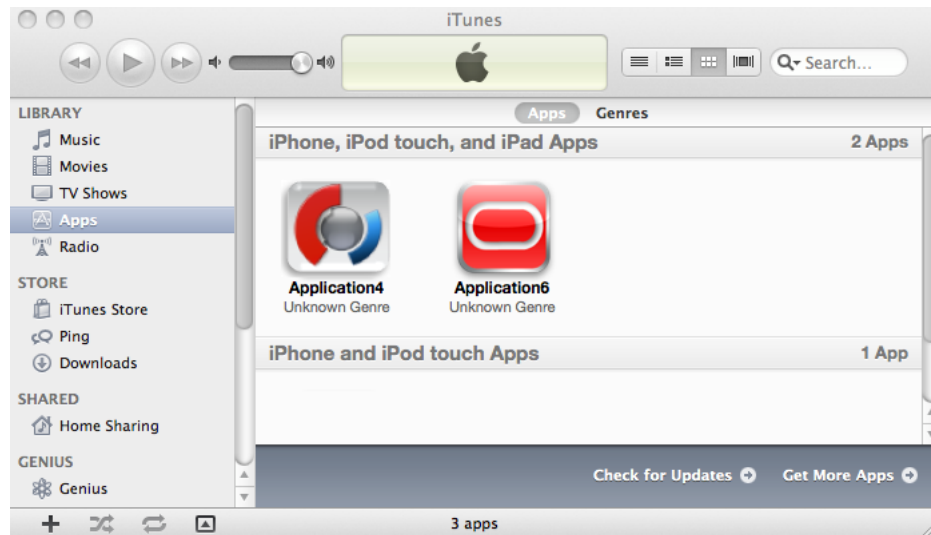 iTunes
Search...
LIBRARY
Music
Movies
TV Shows
Apps
Radio
STORE
iTunes Store
Ping
Downloads
SHARED
Home Sharing
GENIUS
Genius
Apps Genres
iPhone, iPod touch, and iPad Apps 2 Apps
Application4 Application6
Unknown Genre Unknown Genre
iPhone and iPod touch Apps 1 App
Check for Updates Get More Apps
3 apps